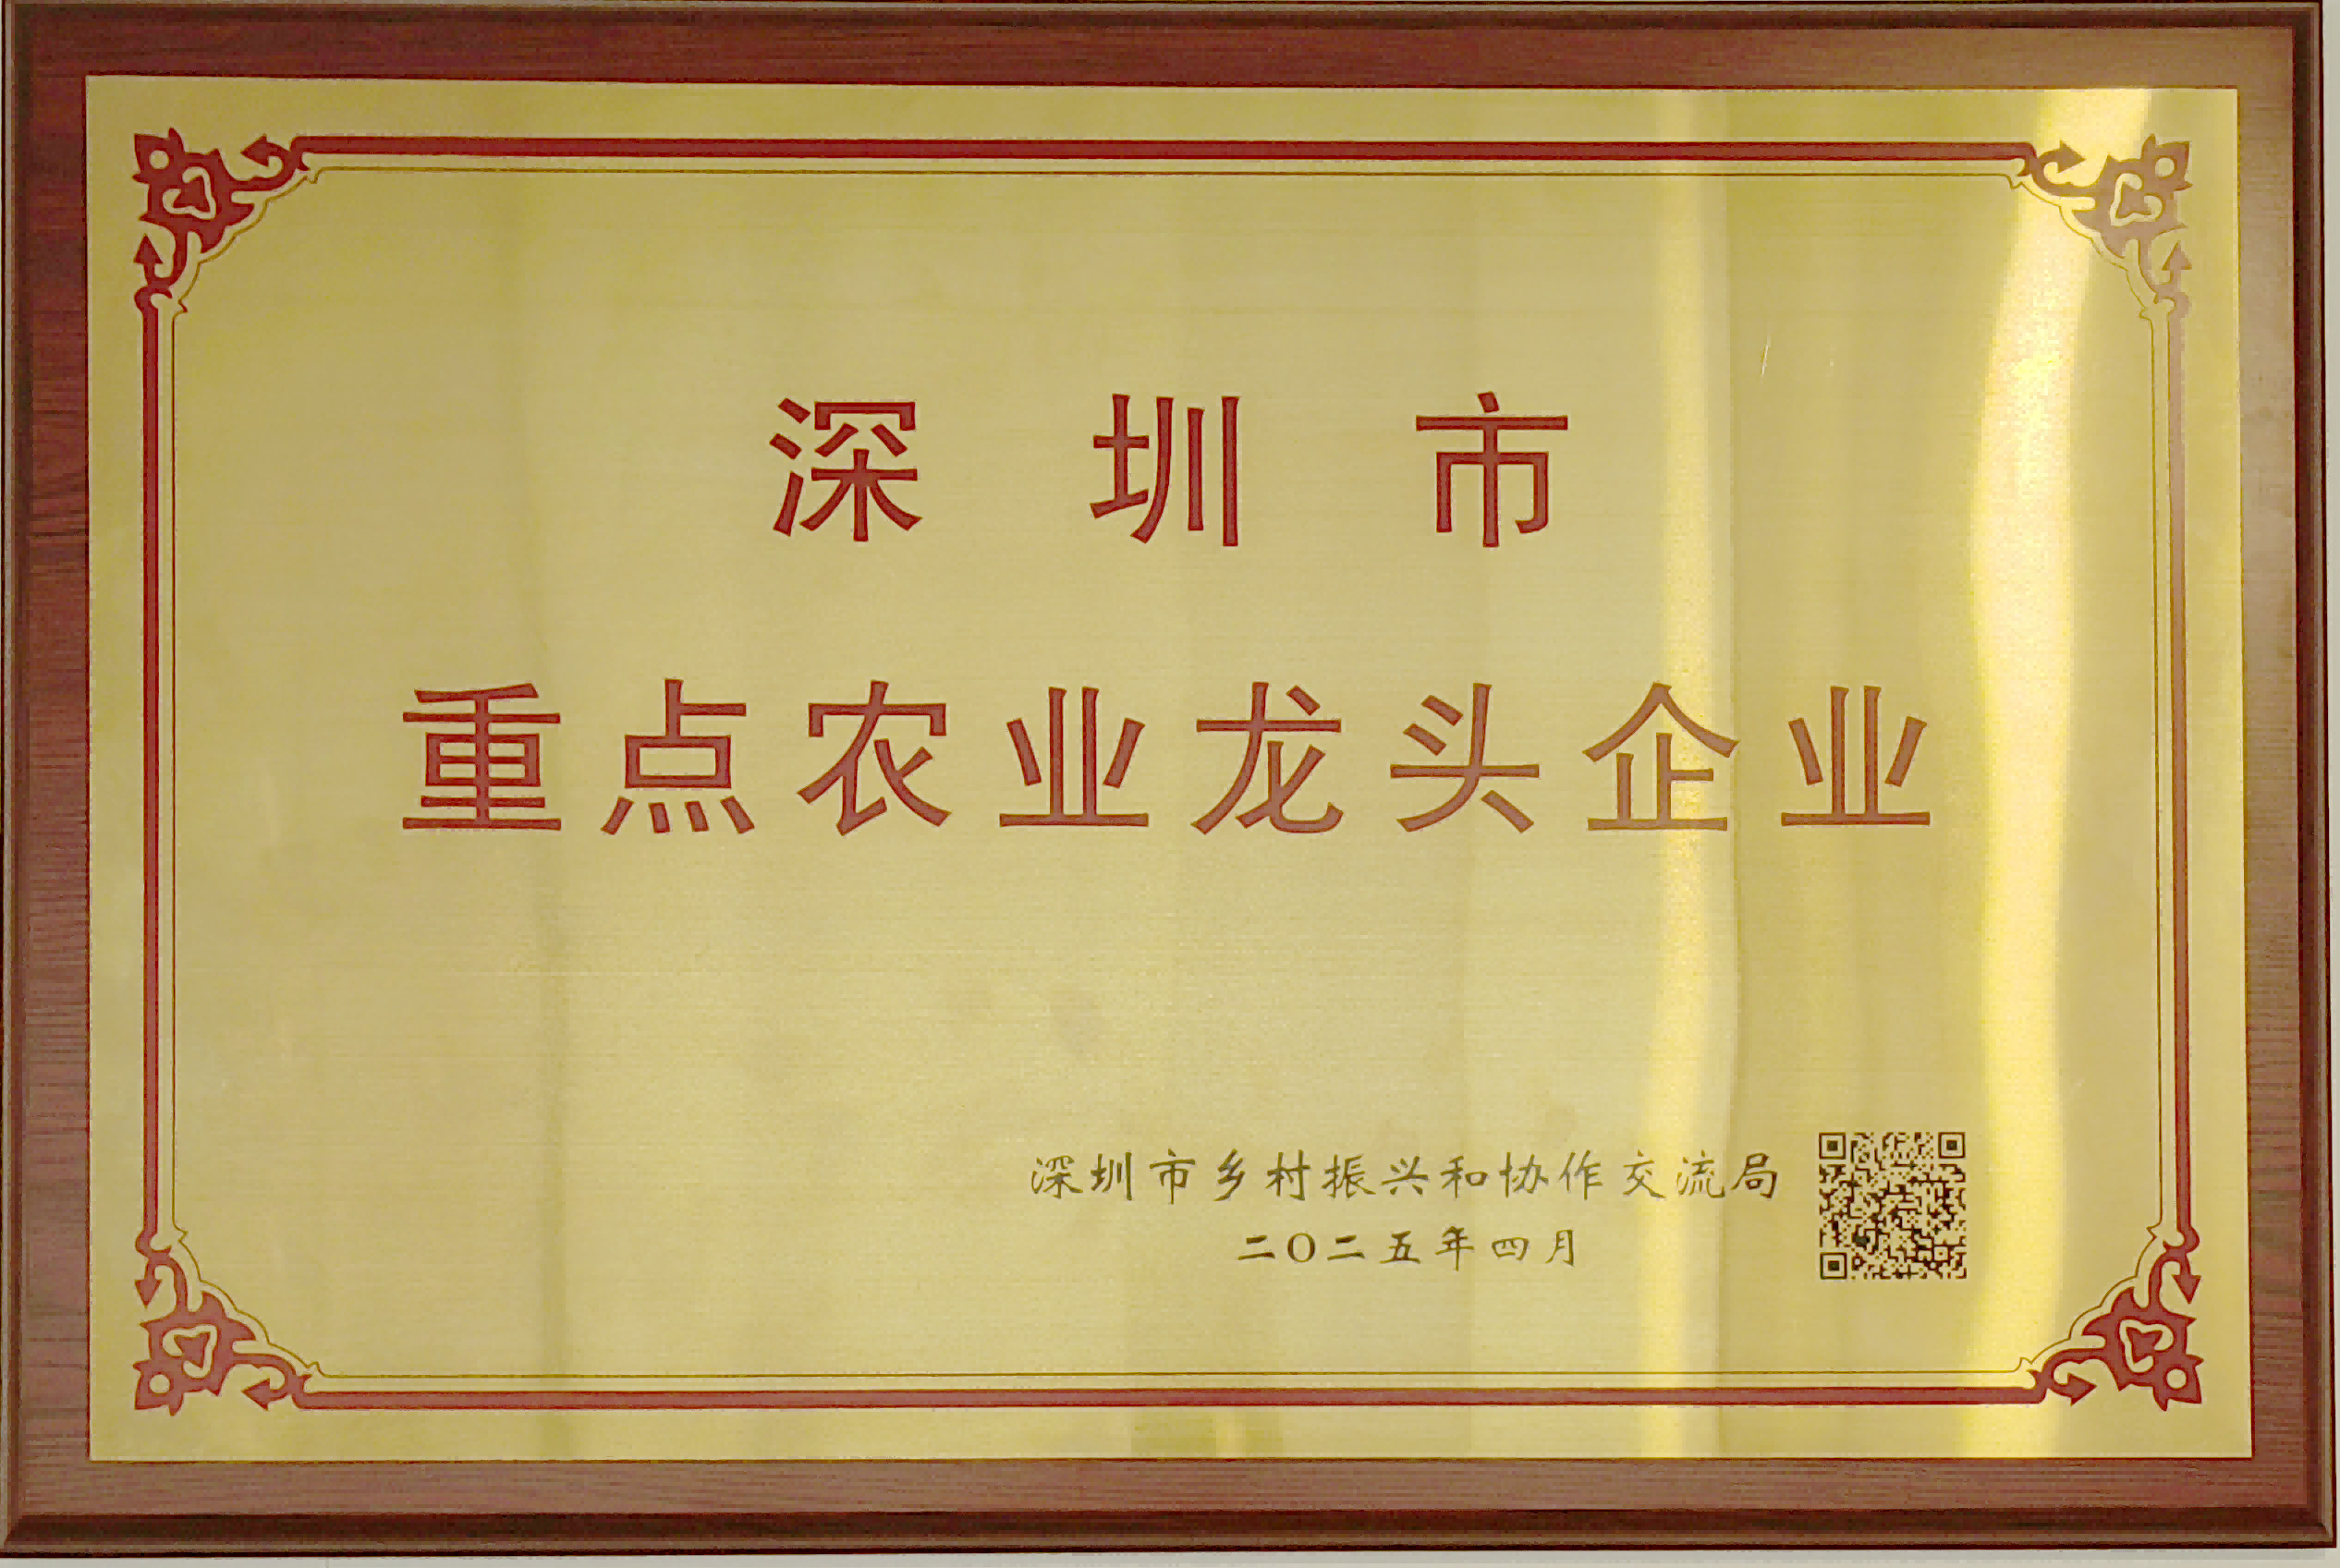 深圳市
重点农业龙头企业
深圳市乡村振兴和协作交流局
二〇二五年四月